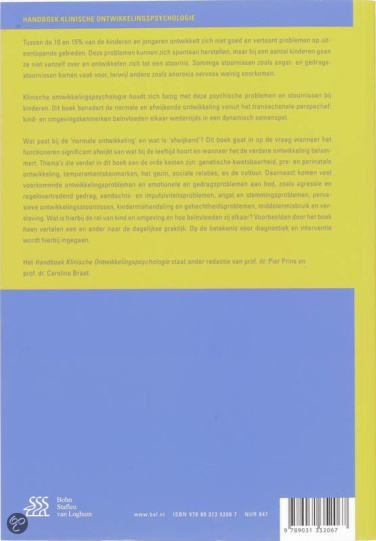 HANDBOEK KLINISCHE ONTWIKKELINGSPSYCHOLOGIE
Tussen de 10 en 15% van de kinderen en jongeren ontwikkelt zich niet goed en vertoont problemen op uit-
eenlopende gebieden. Deze problemen kunnen zich spontaan herstellen, maar bij een aantal kinderen gaan
ze niet vanzelf over en ontwikkelen zich tot een stoornis. Sommige stoornissen zoals angst- en gedrags-
stoornissen komen vaak voor, terwijl andere zoals anorexia nervosa weinig voorkomen.
Klinische ontwikkelingspsychologie houdt zich bezig met deze psychische problemen en stoornissen bij
kinderen. Dit boek benadert de normale en afwijkende ontwikkeling vanuit het transactionele perspectief:
kind- en omgevingskenmerken beïnvloeden elkaar wederzijds in een dynamisch samenspel.
Wat past bij de 'normale ontwikkeling' en wat is 'afwijkend'? Dit boek gaat in op de vraag wanneer het
functioneren significant afwijkt van wat bij de leeftijd hoort en wanneer het de verdere ontwikkeling belem-
mert. Thema's die verder in dit boek aan de orde komen zijn: genetische kwetsbaarheid, pre- en perinatale
ontwikkeling, temperamentskenmerken, het gezin, sociale relaties, en de cultuur. Daarnaast komen veel
voorkomende ontwikkelingsproblemen en emotionele en gedragsproblemen aan bod, zoals agressie en
regelovertredend gedrag, aandachts- en impulsiviteitsproblemen, angst en stemmingsproblemen, perva-
sieve ontwikkelingsstoornissen, kindermishandeling en gehechtheidsproblemen, middelenmisbruik en ver-
slaving. Wat is hierbij de rol van kind en omgeving en hoe beïnvloeden zij elkaar? Voorbeelden door het boek
heen vertalen een en ander naar de dagelijkse praktijk. Op de betekenis voor diagnostiek en interventie
wordt hierbij ingegaan.
Het Handboek Klinische Ontwikkelingspsychologie staat onder redactie van prof. dr. Pier Prins en
prof. dr. Caroline Braet.
Bohn
Stafleu
van Loghum
www.bsl.nl ISBN 978 90 313 5206 7 NUR 847
9 789031 352067